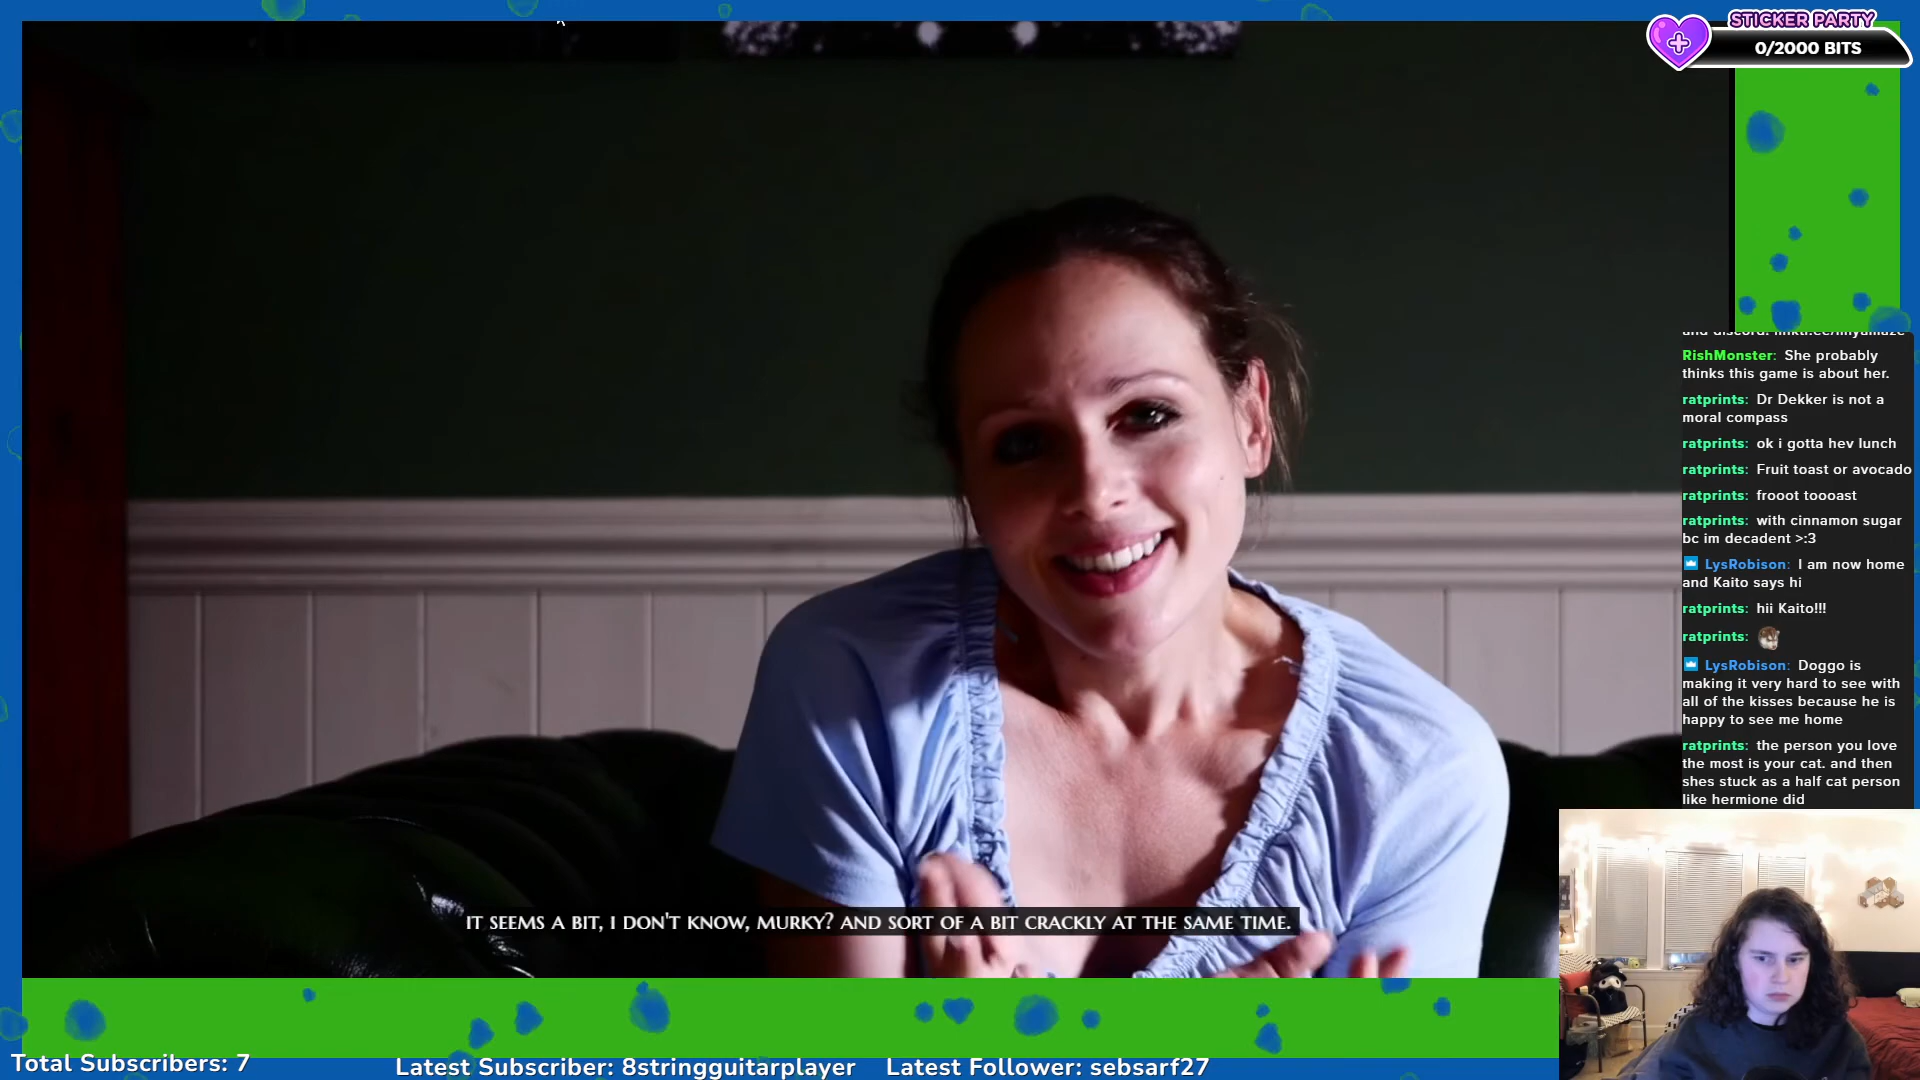 STICKER PARTY
0/2000 BITS
RishMonster: She probably
thinks this game is about her.
ratprints: Dr Dekker is not a
moral compass
ratprints: ok i gotta hev lunch
ratprints: Fruit toast or avocado
ratprints: frooot toooast
ratprints: with cinnamon sugar
bc im decadent >:3
LysRobison: I am now home
and Kaito says hi
ratprints: hii Kaito!!!
ratprints:
LysRobison: Doggo is
making it very hard to see with
all of the kisses because he is
happy to see me home
ratprints: the person you love
the most is your cat. and then
shes stuck as a half cat person
like hermione did
IT SEEMS A BIT, I DON'T KNOW, MURKY? AND SORT OF A BIT CRACKLY AT THE SAME TIME.
Total Subscribers: 7
Latest Subscriber: 8stringguitarplayer
Latest Follower: sebsarf27